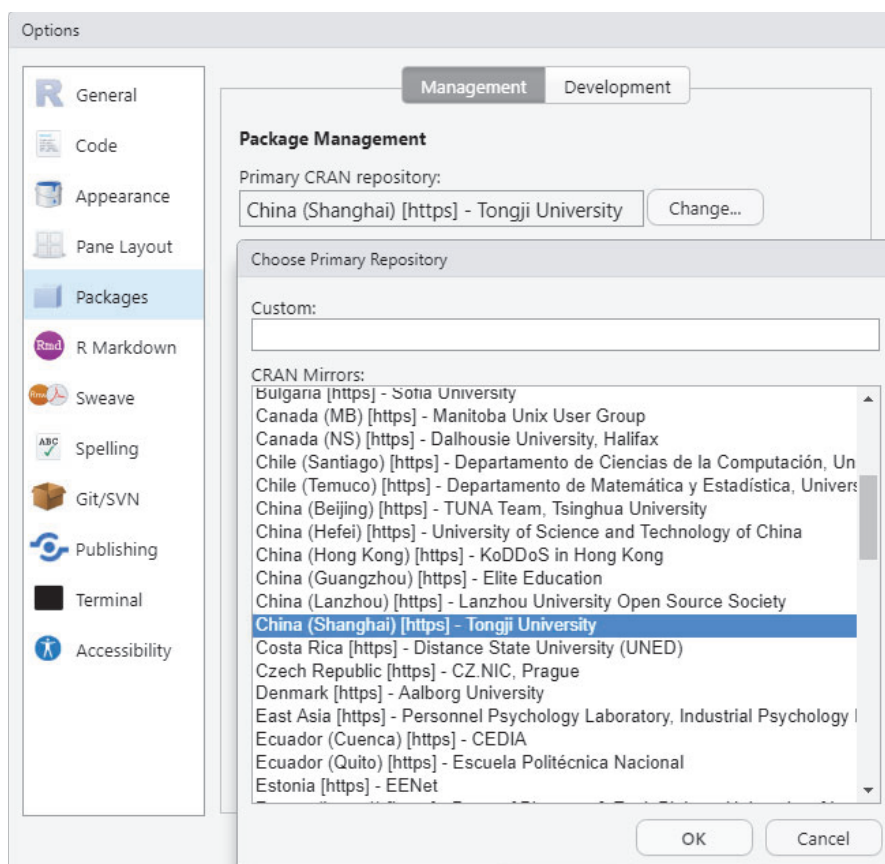 Options
General
Code
Appearance
Pane Layout
Packages
Rmd R Markdown
Sweave
ABC Spelling
Git/SVN
Publishing
Terminal
Accessibility
Management Development
Package Management
Primary CRAN repository:
China (Shanghai) [https] - Tongji University Change...
Choose Primary Repository
Custom:
CRAN Mirrors:
Bulgaria [https] - Sofia University
Canada (MB) [https] - Manitoba Unix User Group
Canada (NS) [https] - Dalhousie University, Halifax
Chile (Santiago) [https] - Departamento de Ciencias de la Computación, Un
Chile (Temuco) [https] - Departamento de Matemática y Estadística, Univers
China (Beijing) [https] - TUNA Team, Tsinghua University
China (Hefei) [https] - University of Science and Technology of China
China (Hong Kong) [https] - KoDDoS in Hong Kong
China (Guangzhou) [https] - Elite Education
China (Lanzhou) [https] - Lanzhou University Open Source Society
China (Shanghai) [https] - Tongji University
Costa Rica [https] - Distance State University (UNED)
Czech Republic [https] - CZ.NIC, Prague
Denmark [https] - Aalborg University
East Asia [https] - Personnel Psychology Laboratory, Industrial Psychology
Ecuador (Cuenca) [https] - CEDIA
Ecuador (Quito) [https] - Escuela Politécnica Nacional
Estonia [https] - EENet
OK Cancel